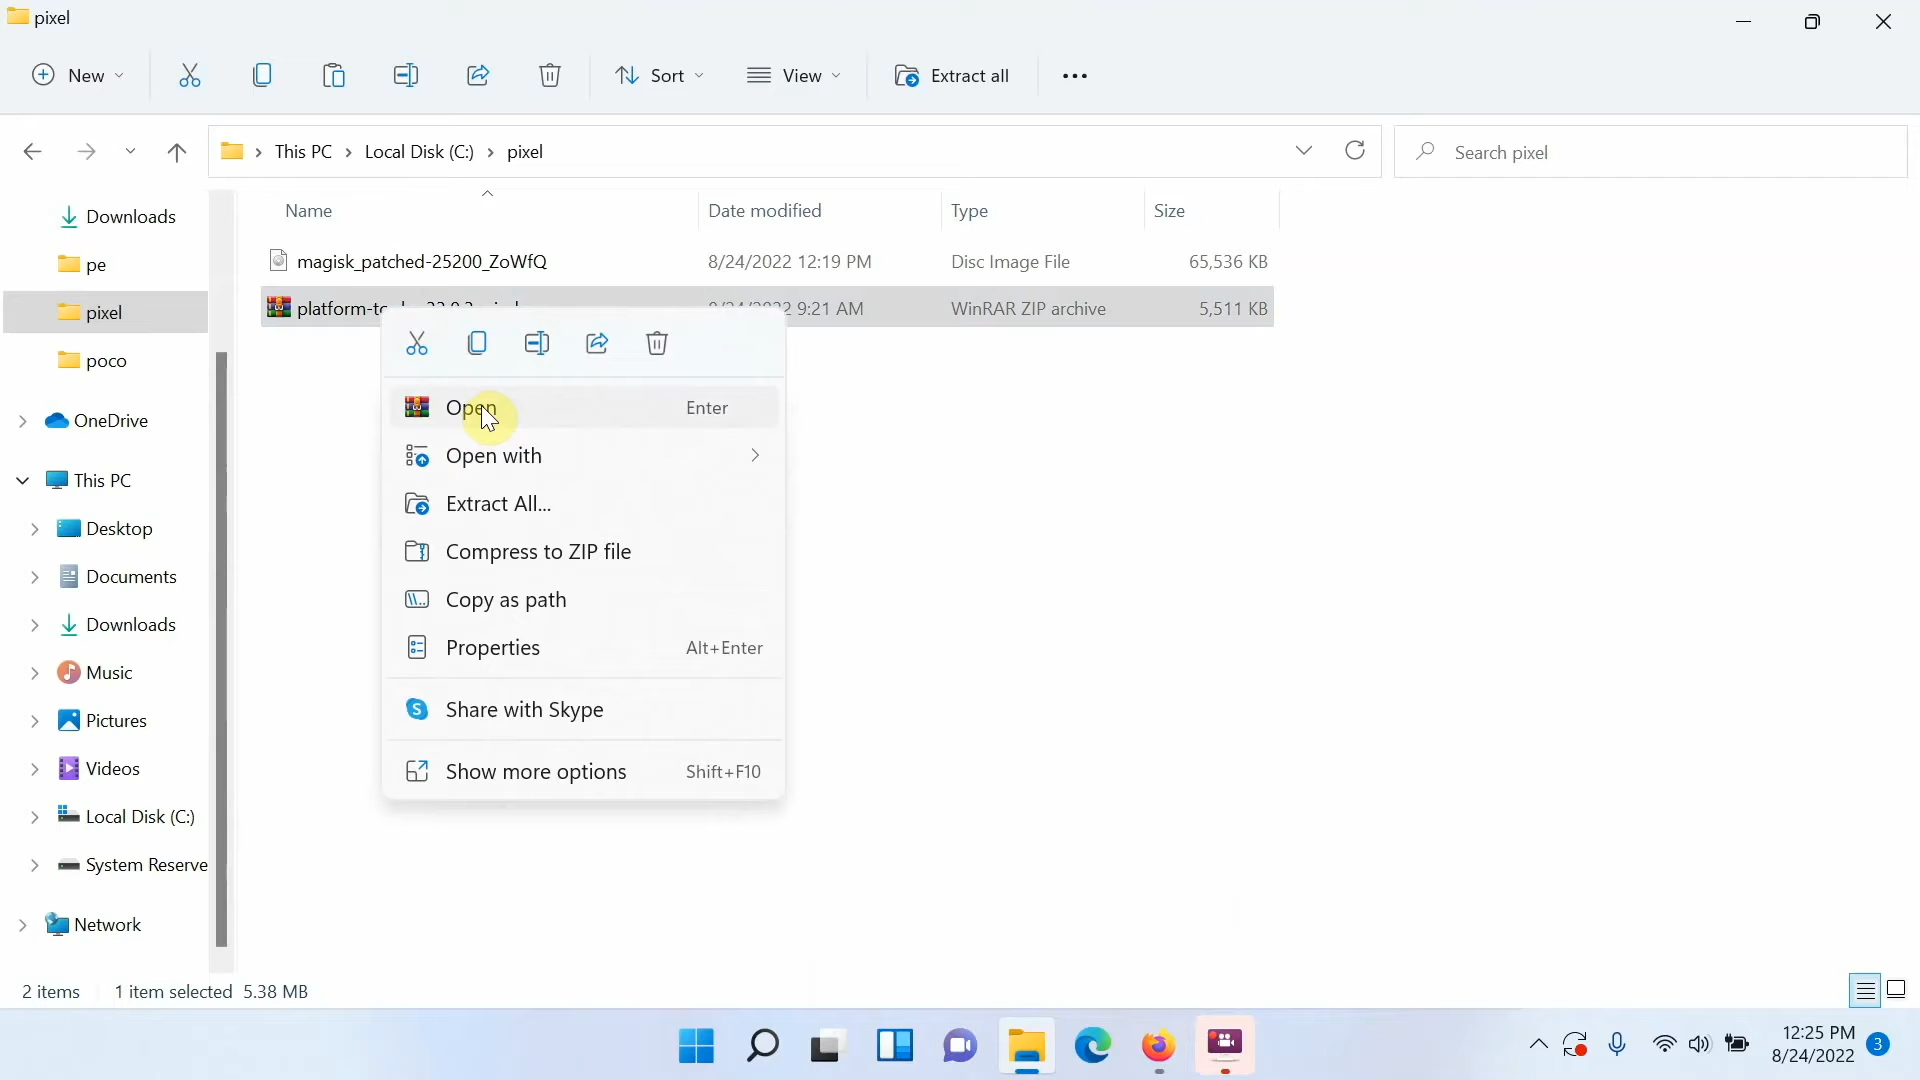 pixel
New
Sort
View
Extract all
This PC
Local Disk (C:)
pixel
Search pixel
Name
Date modified
Type
Size
magisk_patched-25200_ZoWfQ
8/24/2022 12:19 PM
Disc Image File
65,536 KB
9:21 AM
WinRAR ZIP archive
5,511 KB
Downloads
pe
pixel
poco
OneDrive
This PC
Desktop
Documents
Downloads
Music
Pictures
Videos
Local Disk (C:)
System Reserve
Network
Open
Enter
Open with
Extract All...
Compress to ZIP file
Copy as path
Properties
Alt+Enter
Share with Skype
Show more options
Shift+F10
2 items
1 item selected 5.38 MB
12:25 PM
8/24/2022
3